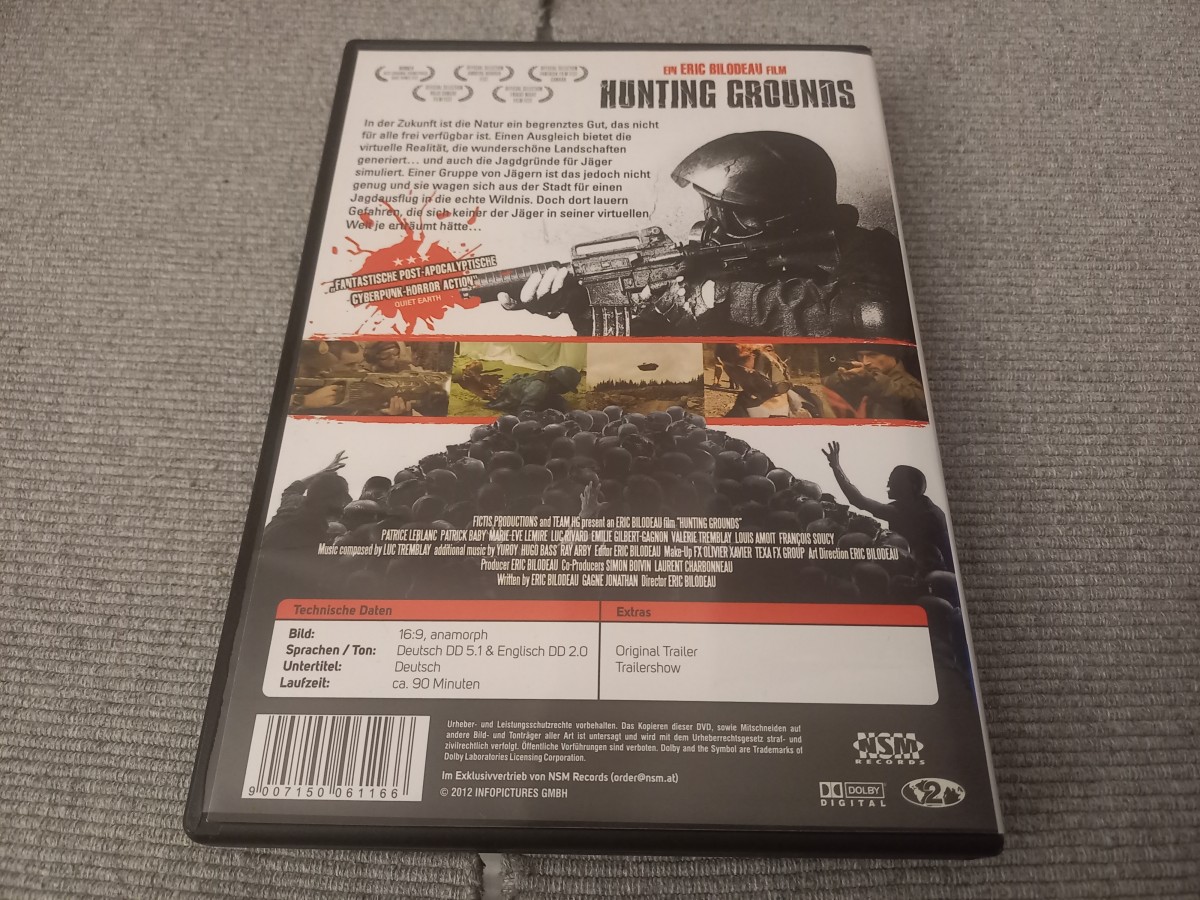 EIN ERIC BILODEAU FILM
HUNTING GROUNDS
In der Zukunft ist die Natur ein begrenztes Gut, das nicht
für alle frei verfügbar ist. Einen Ausgleich bietet die
virtuelle Realität, die wunderschöne Landschaften
generiert... und auch die Jagdgründe für Jäger
simuliert. Einer Gruppe von Jägern ist das jedoch nicht
genug und sie wagen sich aus der Stadt für einen
Jagdausflug in die echte Wildnis. Doch dort lauern
Gefahren, die sich keiner der Jäger in seiner virtuellen
Welt je erträumt hätte...
„FANTASTISCHE POST-APOCALYPTISCHE
CYBERPUNK-HORROR ACTION"
QUIET EARTH
FICTIS PRODUCTIONS and TEAM HG present an ERIC BILODEAU film "HUNTING GROUNDS"
PATRICE LEBLANC PATRICK BABY MARIE-EVE LEMIRE LUC RIVARD EMILIE GILBERT-GAGNON VALERIE TREMBLAY LOUIS AMOIT FRANÇOIS SOUCY
Music composed by LUC TREMBLAY additional music by YUROY HUGO BASS RAY ARBY Editor ERIC BILODEAU Make-Up FX OLIVIER XAVIER TEXA FX GROUP Art Direction ERIC BILODEAU
Producer ERIC BILODEAU Co-Producers SIMON BOIVIN LAURENT CHARBONNEAU
Written by ERIC BILODEAU GAGNE JONATHAN Director ERIC BILODEAU
Technische Daten
Bild: 16:9, anamorph
Sprachen / Ton: Deutsch DD 5.1 & Englisch DD 2.0
Untertitel: Deutsch
Laufzeit: ca. 90 Minuten
Extras
Original Trailer
Trailershow
9 007150 061166
Urheber- und Leistungsschutzrechte vorbehalten. Das Kopieren dieser DVD, sowie Mitschneiden auf
andere Bild- und Tonträger aller Art ist untersagt und wird mit dem Urheberrechtsgesetz straf- und
zivilrechtlich verfolgt. Öffentliche Vorführungen sind verboten. Dolby and the Symbol are Trademarks of
Dolby Laboratories Licensing Corporation.
Im Exklusivvertrieb von NSM Records (order@nsm.at)
© 2012 INFOPICTURES GMBH
NSM
RECORDS
DOLBY
DIGITAL
2